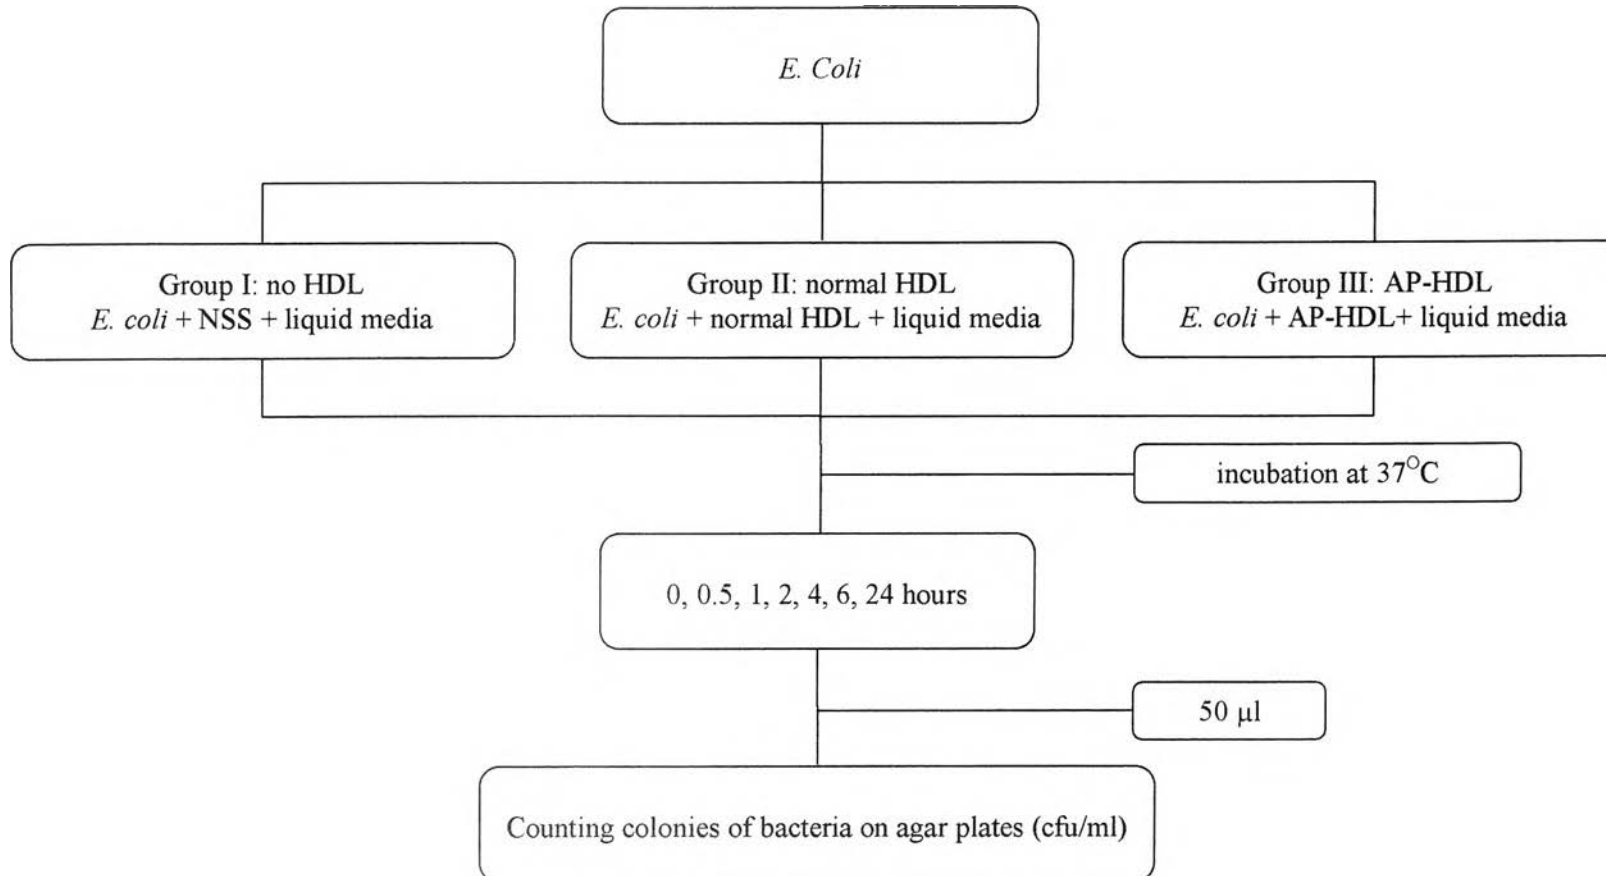 E. Coli
Group I: no HDL
E. coli + NSS + liquid media
Group II: normal HDL
E. coli + normal HDL + liquid media
Group III: AP-HDL
E. coli + AP-HDL+ liquid media
incubation at 37°C
0, 0.5, 1, 2, 4, 6, 24 hours
50 µl
Counting colonies of bacteria on agar plates (cfu/ml)